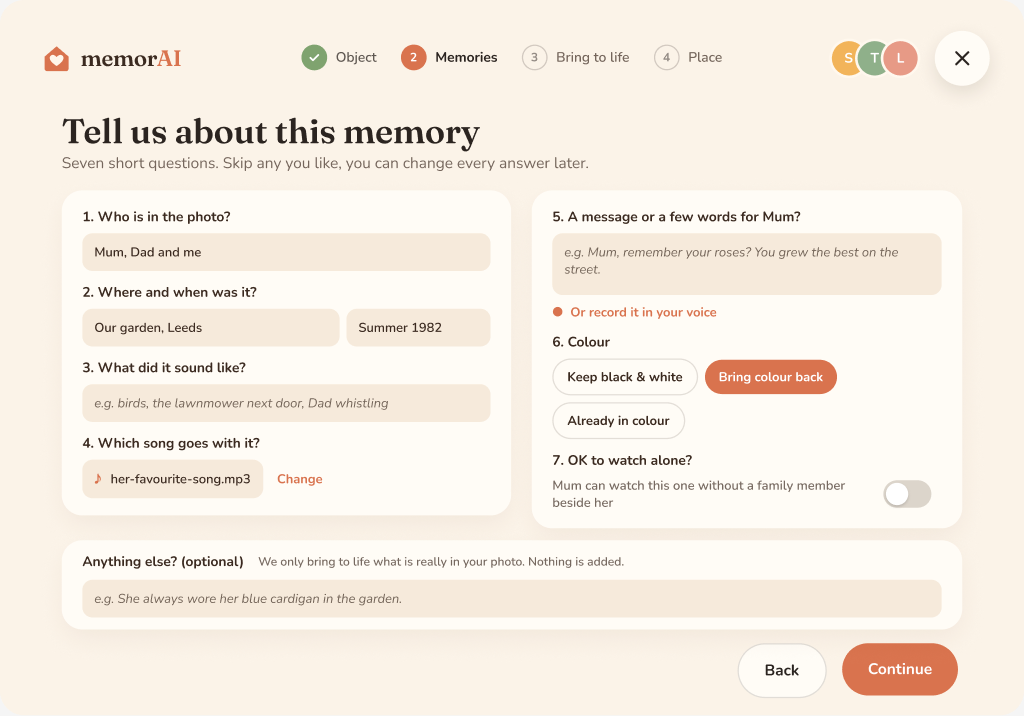 memorAI
Object
2 Memories
3 Bring to life
4 Place
S T L
Tell us about this memory
Seven short questions. Skip any you like, you can change every answer later.
1. Who is in the photo?
Mum, Dad and me
2. Where and when was it?
Our garden, Leeds
Summer 1982
3. What did it sound like?
e.g. birds, the lawnmower next door, Dad whistling
4. Which song goes with it?
♪ her-favourite-song.mp3 Change
5. A message or a few words for Mum?
e.g. Mum, remember your roses? You grew the best on the
street.
Or record it in your voice
6. Colour
Keep black & white
Bring colour back
Already in colour
7. OK to watch alone?
Mum can watch this one without a family member
beside her
Anything else? (optional) We only bring to life what is really in your photo. Nothing is added.
e.g. She always wore her blue cardigan in the garden.
Back
Continue